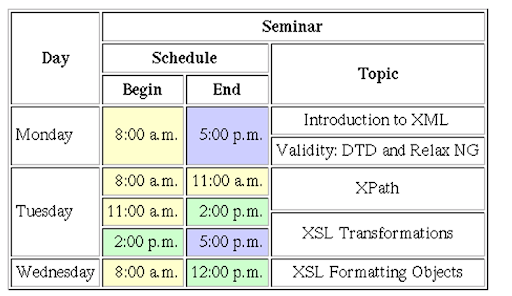 Seminar
Day
Schedule
Topic
Begin End
Monday 8:00 a.m. 5:00 p.m. Introduction to XML
Validity: DTD and Relax NG
Tuesday 8:00 a.m. 11:00 a.m. XPath
11:00 a.m. 2:00 p.m.
2:00 p.m. 5:00 p.m. XSL Transformations
Wednesday 8:00 a.m. 12:00 p.m. XSL Formatting Objects